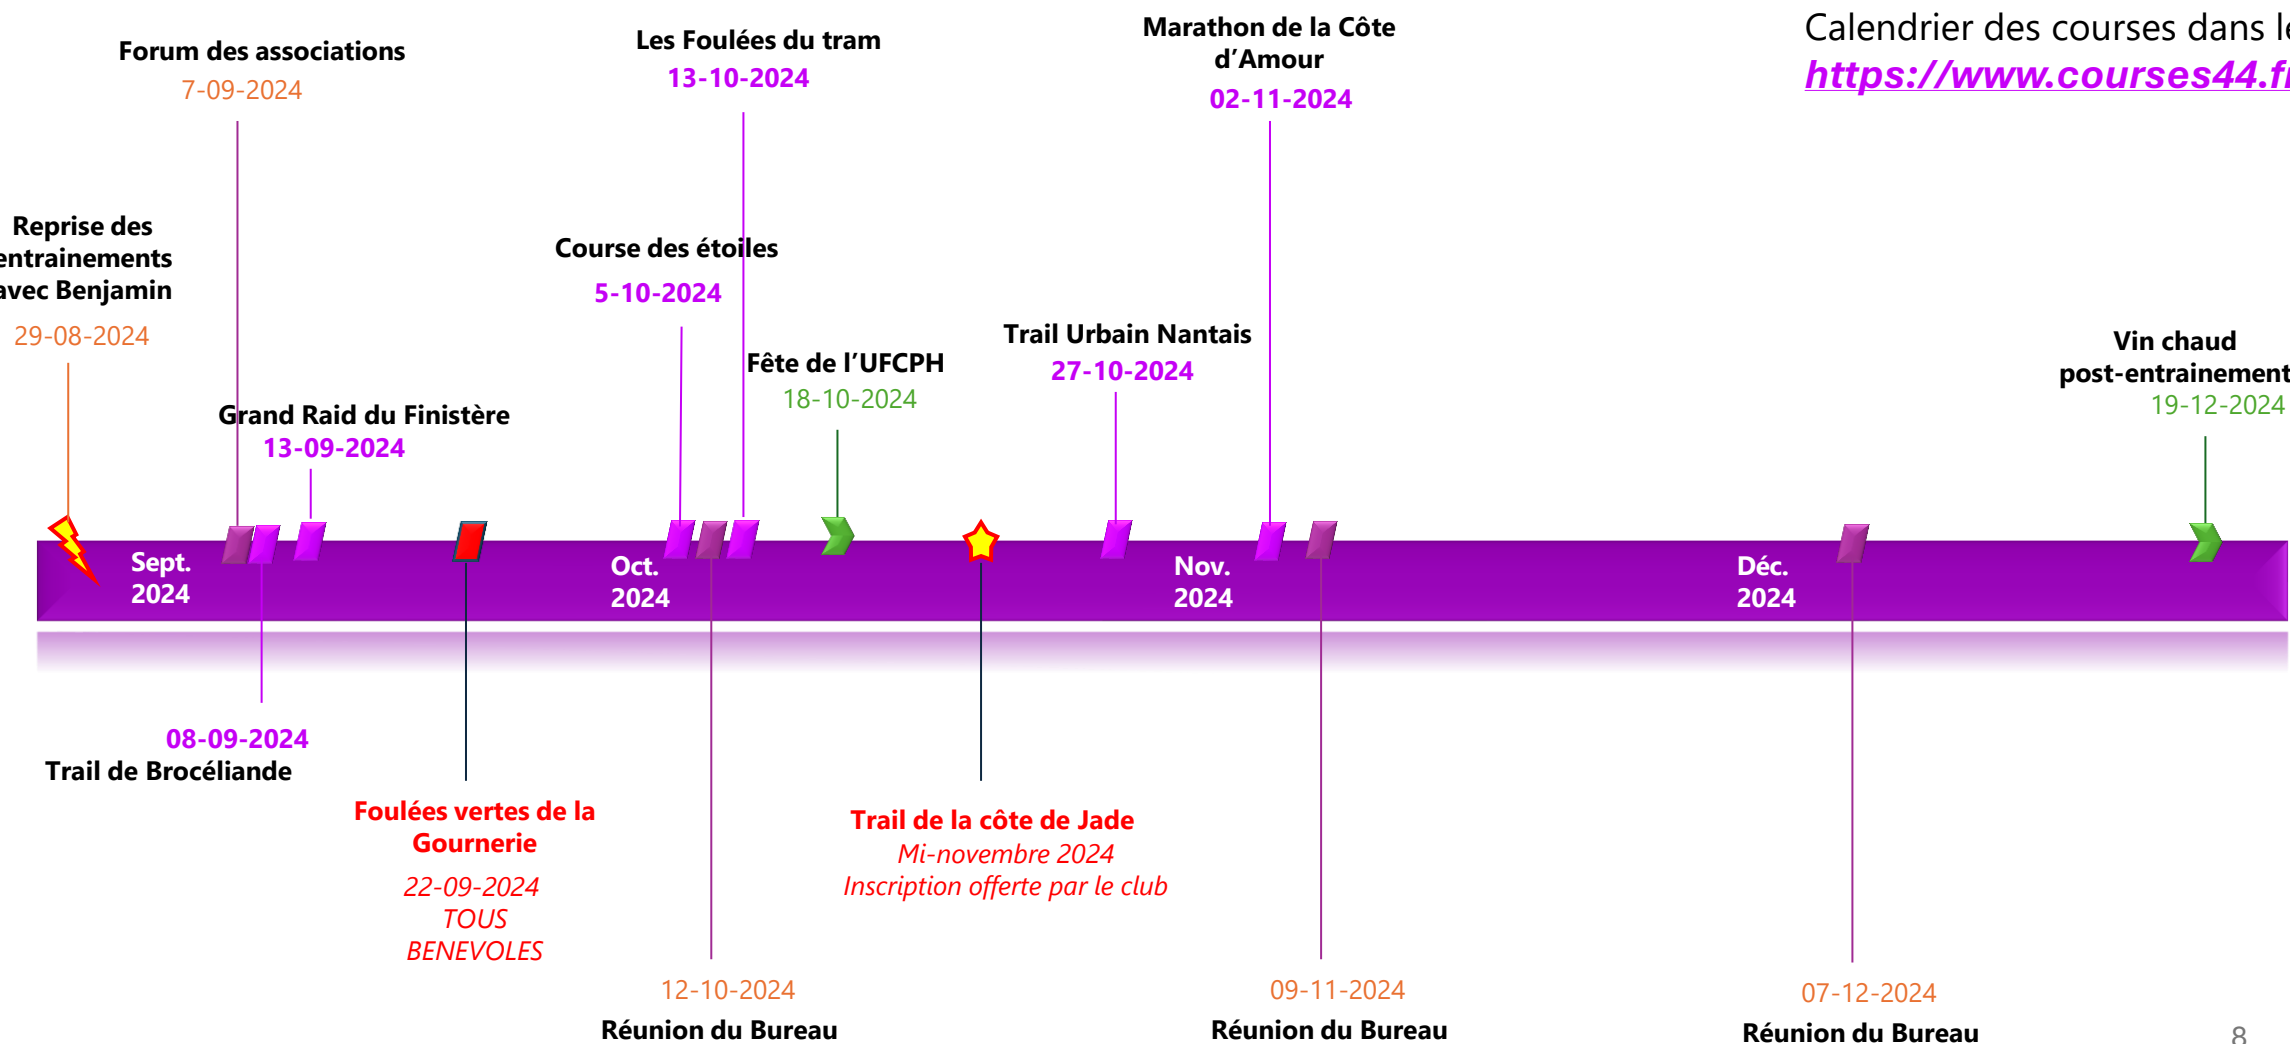 Calendrier des courses dans le
https://www.courses44.fr
Forum des associations
7-09-2024
Les Foulées du tram
13-10-2024
Marathon de la Côte
d'Amour
02-11-2024
Reprise des
entrainements
avec Benjamin
29-08-2024
Course des étoiles
5-10-2024
Fête de l'UFCPH
18-10-2024
Trail Urbain Nantais
27-10-2024
Vin chaud
post-entrainement
19-12-2024
Grand Raid du Finistère
13-09-2024
Sept.
2024
Oct.
2024
Nov.
2024
Déc.
2024
08-09-2024
Trail de Brocéliande
Foulées vertes de la
Gournerie
22-09-2024
TOUS
BENEVOLES
Trail de la côte de Jade
Mi-novembre 2024
Inscription offerte par le club
12-10-2024
Réunion du Bureau
09-11-2024
Réunion du Bureau
07-12-2024
Réunion du Bureau
8